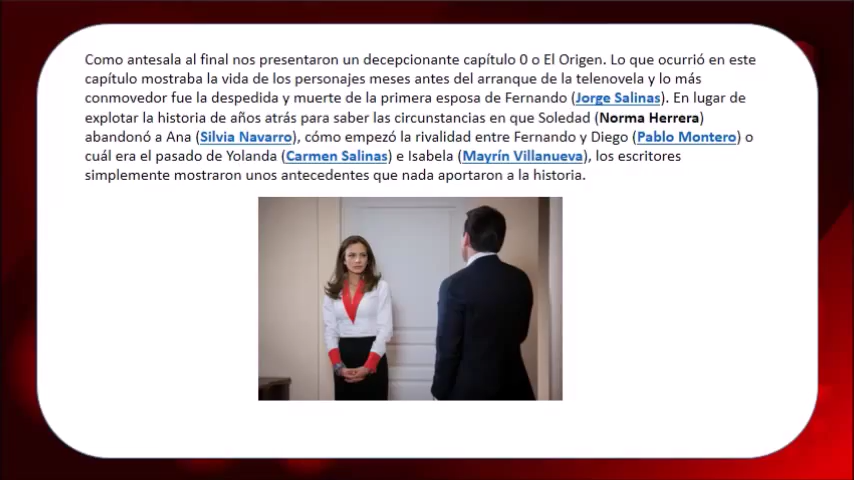 Como antesala al final nos presentaron un decepcionante capítulo 0 o El Origen. Lo que ocurrió en este
capítulo mostraba la vida de los personajes meses antes del arranque de la telenovela y lo más
conmovedor fue la despedida y muerte de la primera esposa de Fernando (Jorge Salinas). En lugar de
explotar la historia de años atrás para saber las circunstancias en que Soledad (Norma Herrera)
abandonó a Ana (Silvia Navarro), cómo empezó la rivalidad entre Fernando y Diego (Pablo Montero) o
cuál era el pasado de Yolanda (Carmen Salinas) e Isabela (Mayrín Villanueva), los escritores
simplemente mostraron unos antecedentes que nada aportaron a la historia.